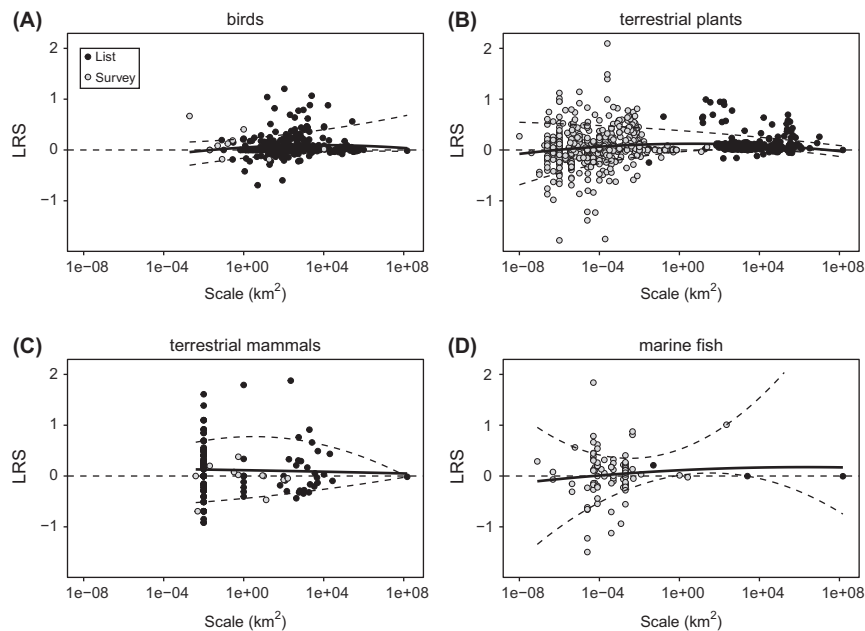 (A)
birds
2
1
0
−1
LRS
List
Survey
1e−08
1e−04
1e+00
1e+04
1e+08
Scale (km²)
(B)
terrestrial plants
2
1
0
−1
LRS
1e−08
1e−04
1e+00
1e+04
1e+08
Scale (km²)
(C)
terrestrial mammals
2
1
0
−1
LRS
1e−08
1e−04
1e+00
1e+04
1e+08
Scale (km²)
(D)
marine fish
2
1
0
−1
LRS
1e−08
1e−04
1e+00
1e+04
1e+08
Scale (km²)